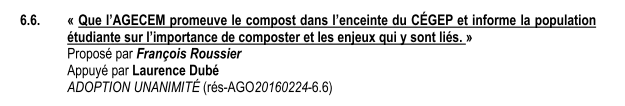 6.6. « Que l'AGECEM promeuve le compost dans l'enceinte du CÉGEP et informe la population
étudiante sur l'importance de composter et les enjeux qui y sont liés. »
Proposé par François Roussier
Appuyé par Laurence Dubé
ADOPTION UNANIMITÉ (rés-AGO20160224-6.6)